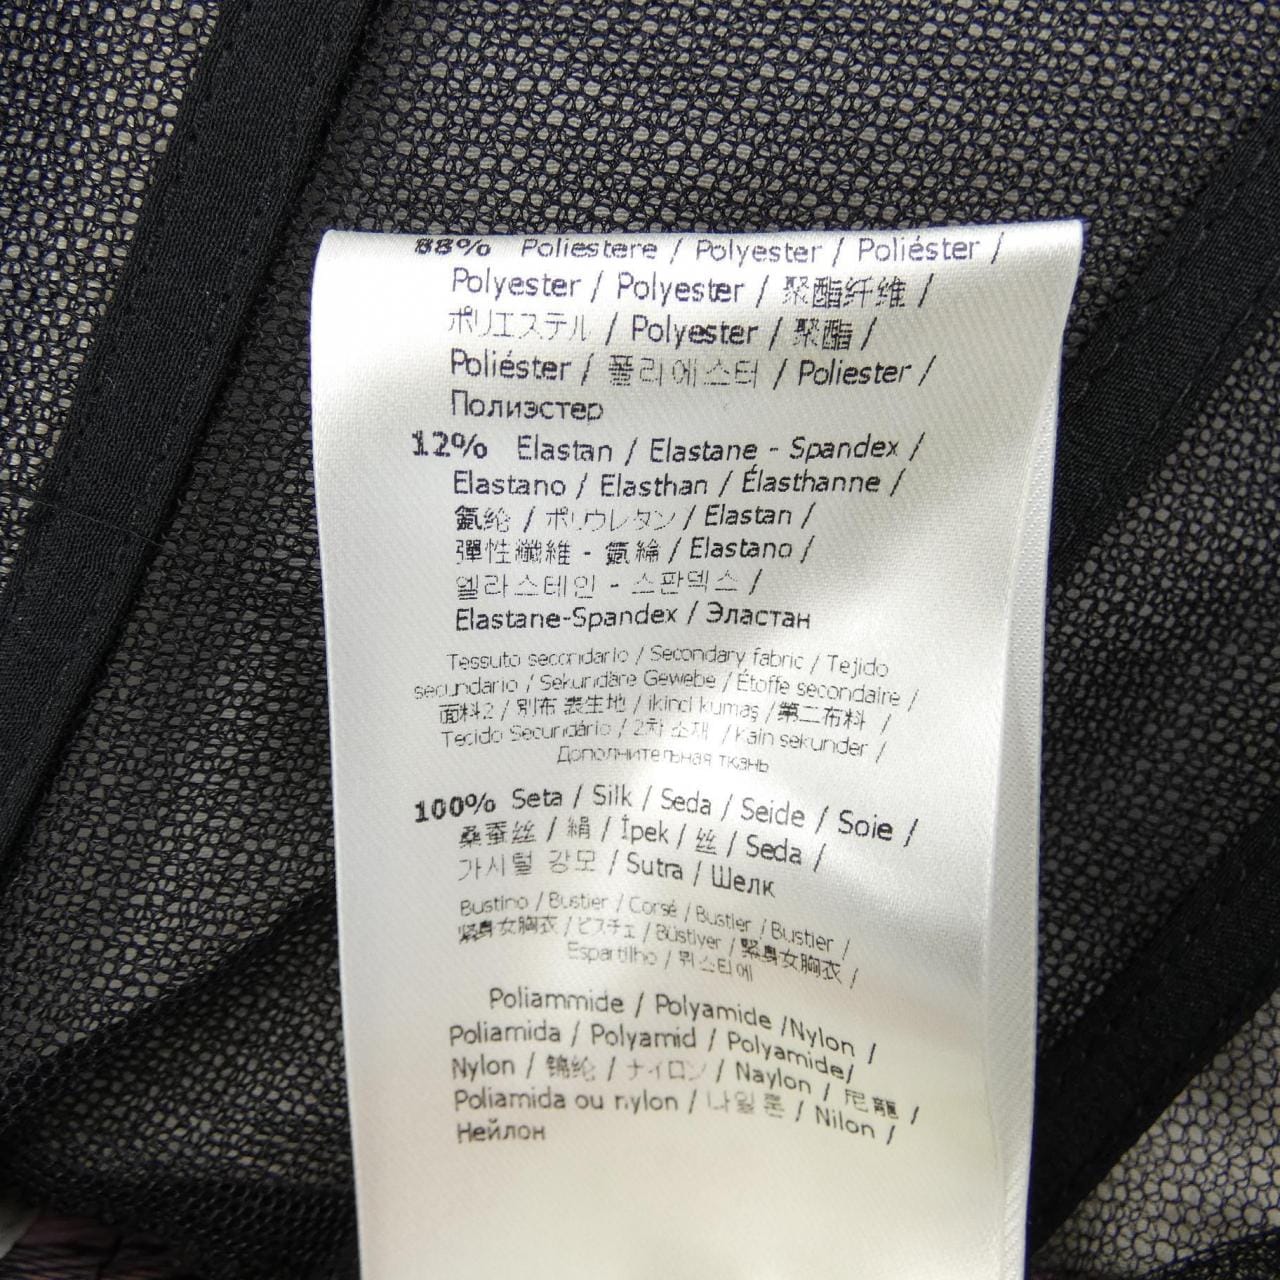 88% Poliestere / Polyester / Poliéster /
Polyester / Polyester / 聚酯纤维 /
ポリエステル / Polyester / 聚酯 /
Poliéster / 폴리에스터 / Poliester /
Полиэстер
12% Elastan / Elastane - Spandex /
Elastano / Elasthan / Élasthanne /
氨纶 / ポリウレタン / Elastan /
彈性纖維 - 氨綸 / Elastano /
엘라스테인 - 스판덱스 /
Elastane-Spandex / Эластан
Tessuto secondario / Secondary fabric / Tejido
secundario / Sekundäre Gewebe / Étoffe secondaire /
面料2 / 別布 表生地 / ikinci kumaş / 第二布料 /
Tecido Secundário / 2차 소재 / Kain sekunder /
Дополнительная ткань
100% Seta / Silk / Seda / Seide / Soie /
桑蚕丝 / 絹 / İpek / 丝 / Seda /
가시털 강모 / Sutra / Шелк
Bustino / Bustier / Corsé / Bustier / Bustier /
紧身女胸衣 / ビスチェ / Büstiyer / 緊身女胸衣 /
Espartilho / 뷔스티에
Poliammide / Polyamide /Nylon /
Poliamida / Polyamid / Polyamide/
Nylon / 锦纶 / ナイロン / Naylon / 尼龍 /
Poliamida ou nylon / 나일론 / Nilon /
Нейлон